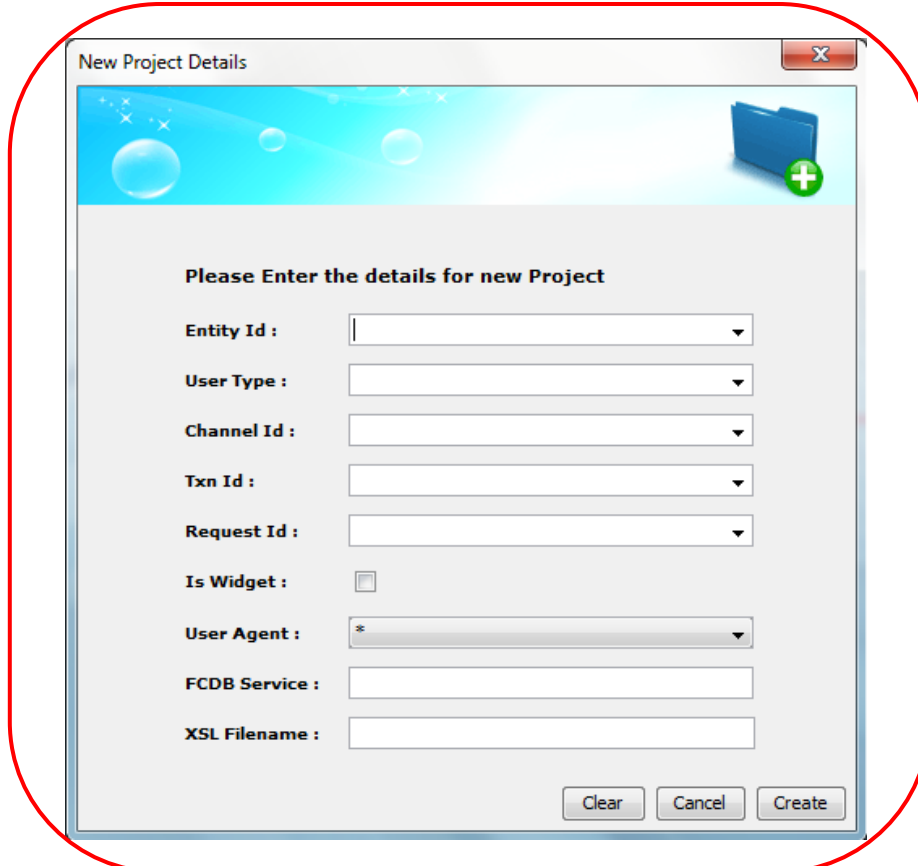 New Project Details
Please Enter the details for new Project
Entity Id :
User Type :
Channel Id :
Txn Id :
Request Id :
Is Widget :
User Agent : *
FCDB Service :
XSL Filename :
Clear Cancel Create